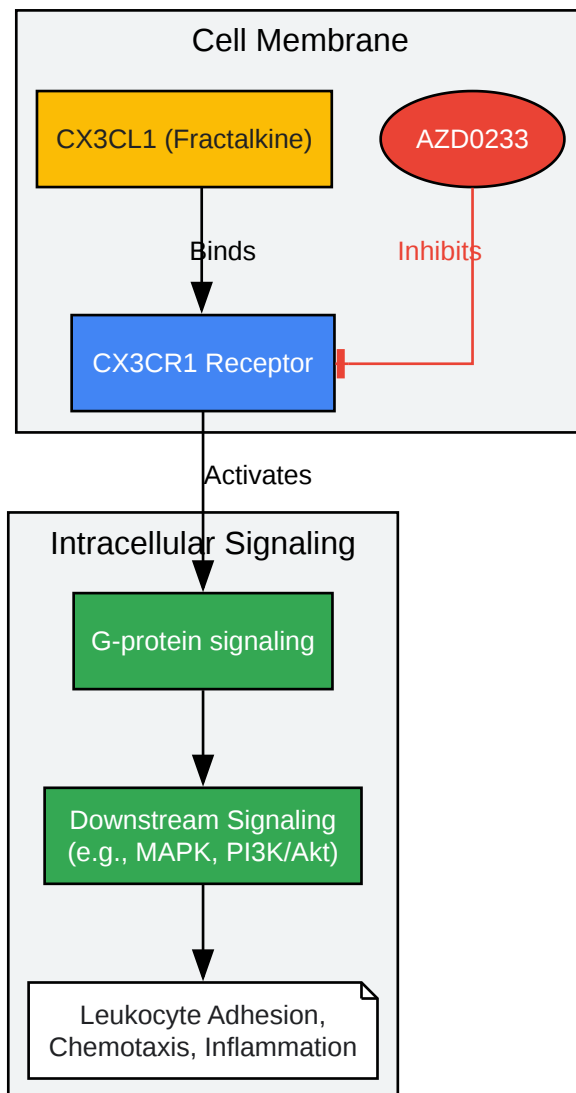 Cell Membrane
CX3CL1 (Fractalkine)
AZD0233
Binds
Inhibits
CX3CR1 Receptor
Activates
Intracellular Signaling
G-protein signaling
Downstream Signaling
(e.g., MAPK, PI3K/Akt)
Leukocyte Adhesion,
Chemotaxis, Inflammation